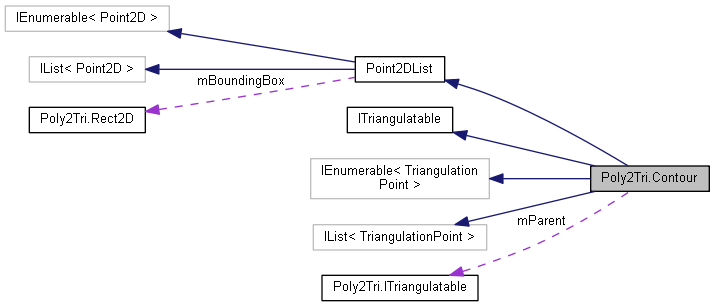 IEnumerable< Point2D >
IList< Point2D >
Point2DList
mBoundingBox
Poly2Tri.Rect2D
ITriangulatable
IEnumerable< Triangulation
Point >
Poly2Tri.Contour
mParent
IList< TriangulationPoint >
Poly2Tri.ITriangulatable